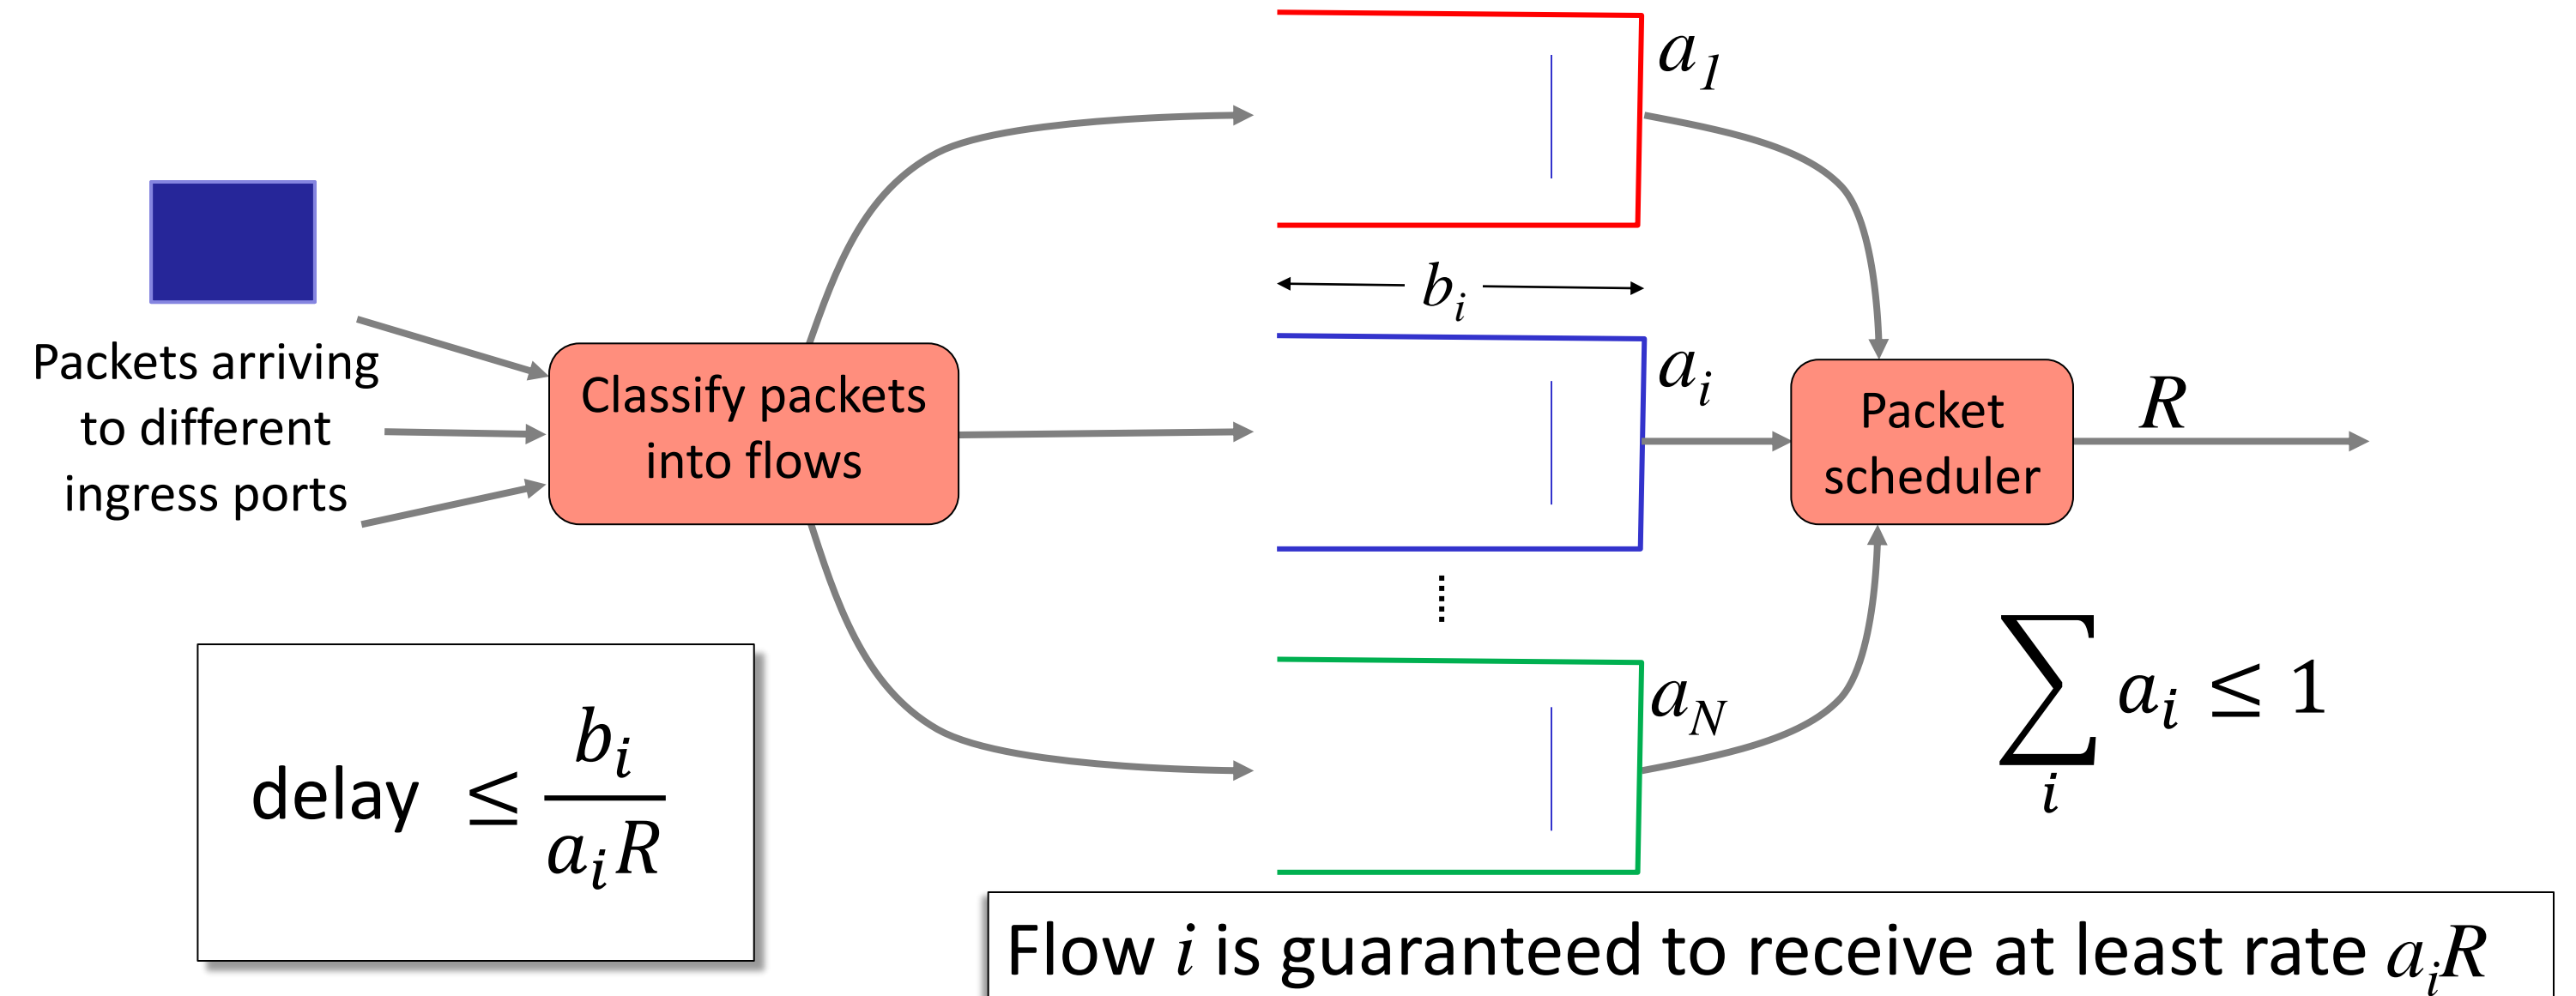 a₁
bᵢ
Packets arriving
to different
ingress ports
Classify packets
into flows
aᵢ
Packet
scheduler
R
delay ≤ bᵢ / aᵢR
a_N
∑ᵢ aᵢ ≤ 1
Flow i is guaranteed to receive at least rate aᵢR